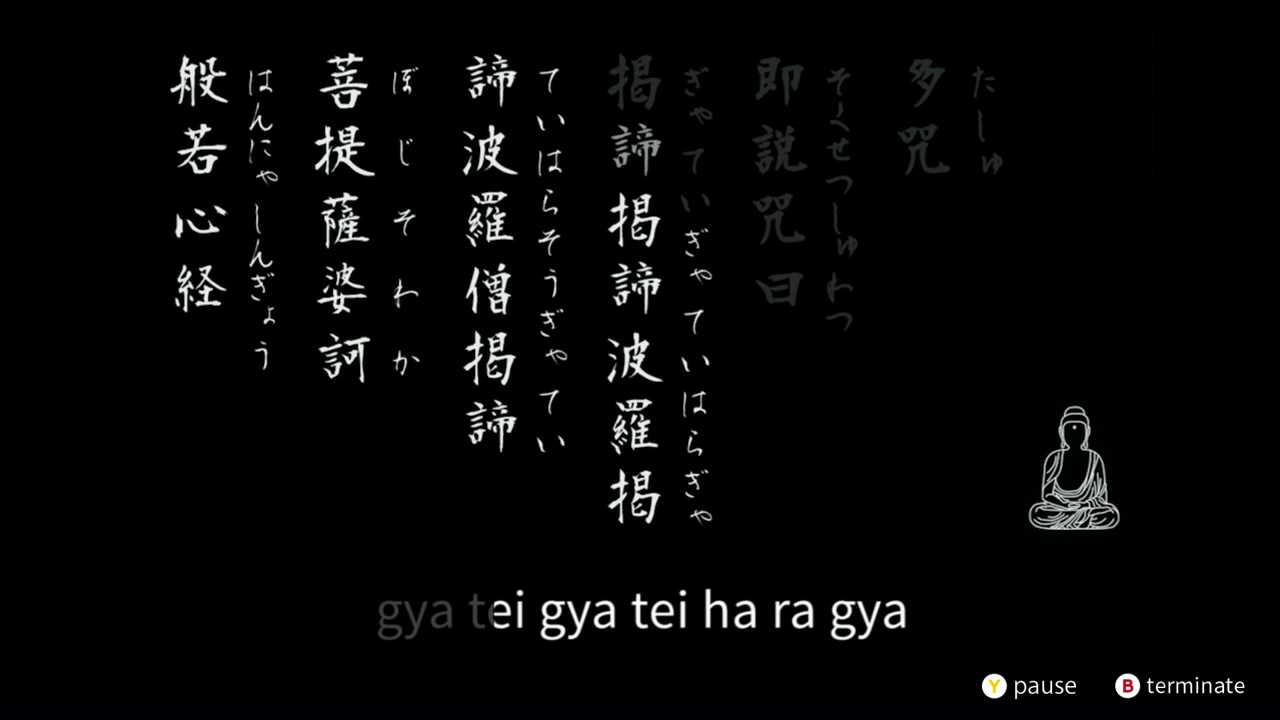 多咒
たしゅ
即説咒曰
そくせつしゅわつ
掲諦掲諦波羅掲
ぎゃていぎゃていはらぎゃ
諦波羅僧掲諦
ていはらそうぎゃてい
菩提薩婆訶
ぼじそわか
般若心経
はんにゃしんぎょう
gya tei gya tei ha ra gya
Y pause
B terminate